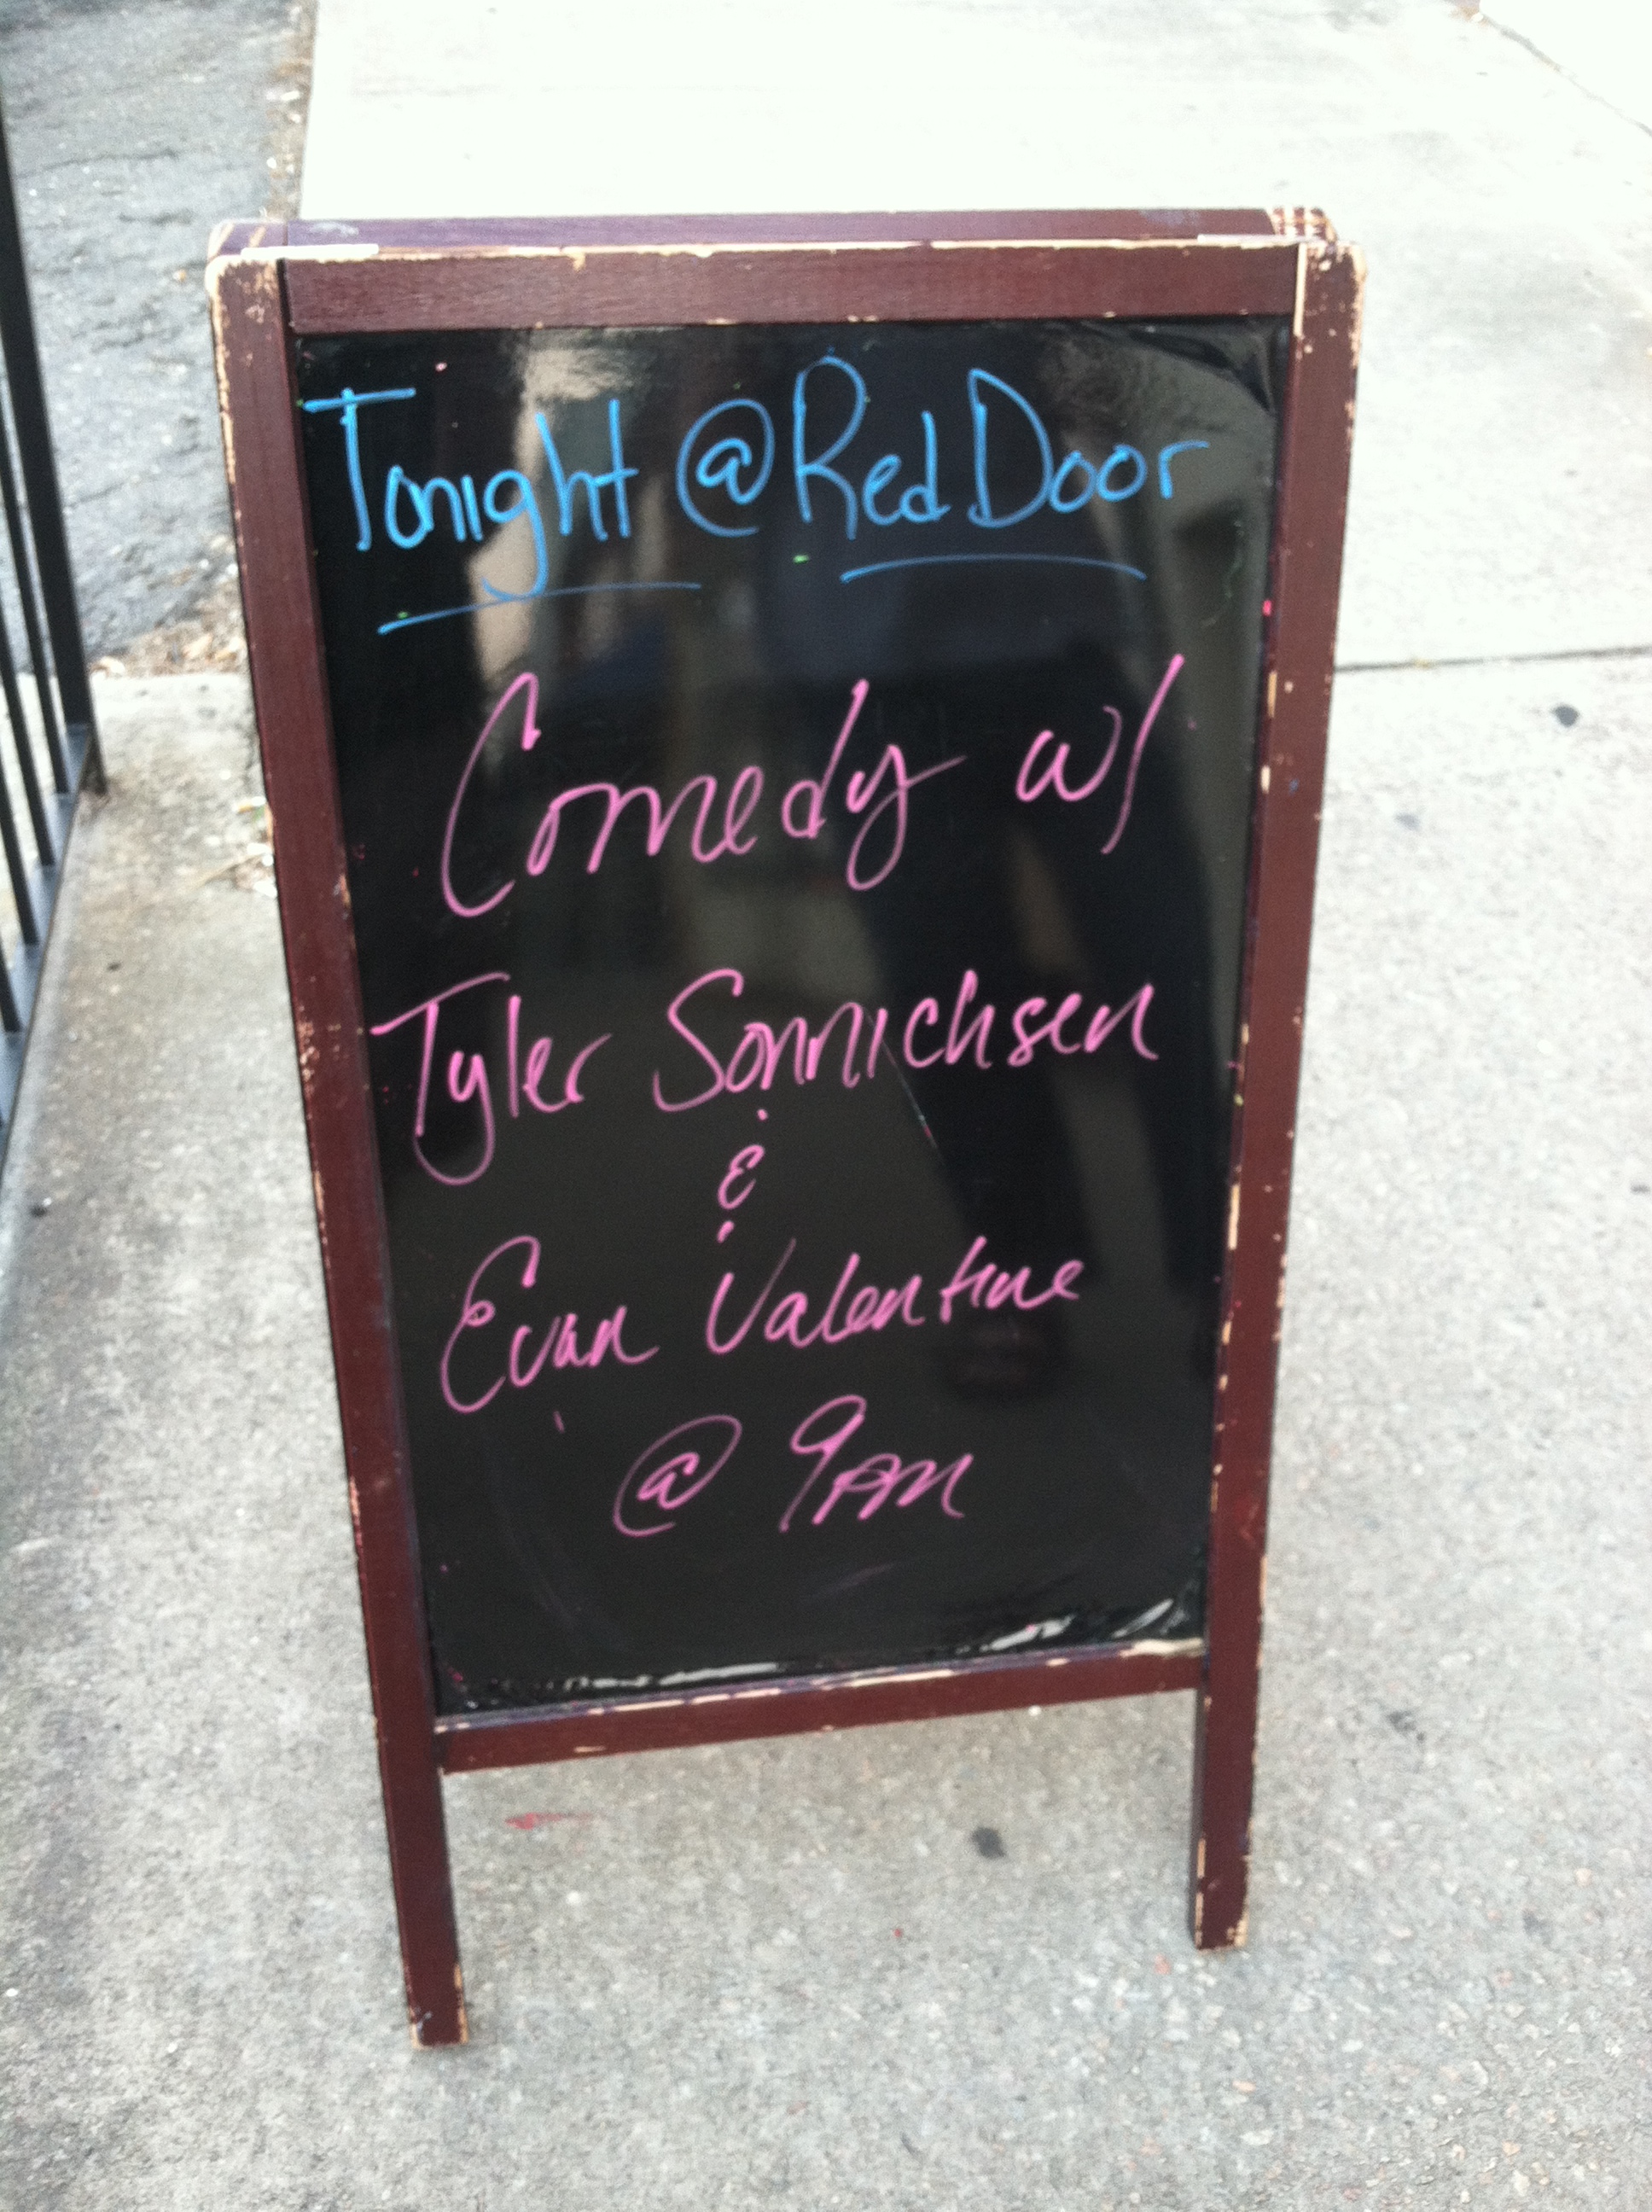 Tonight @ Red Door
Comedy w/
Tyler Sonnichsen
&
Evan Valentine
@ 9pm